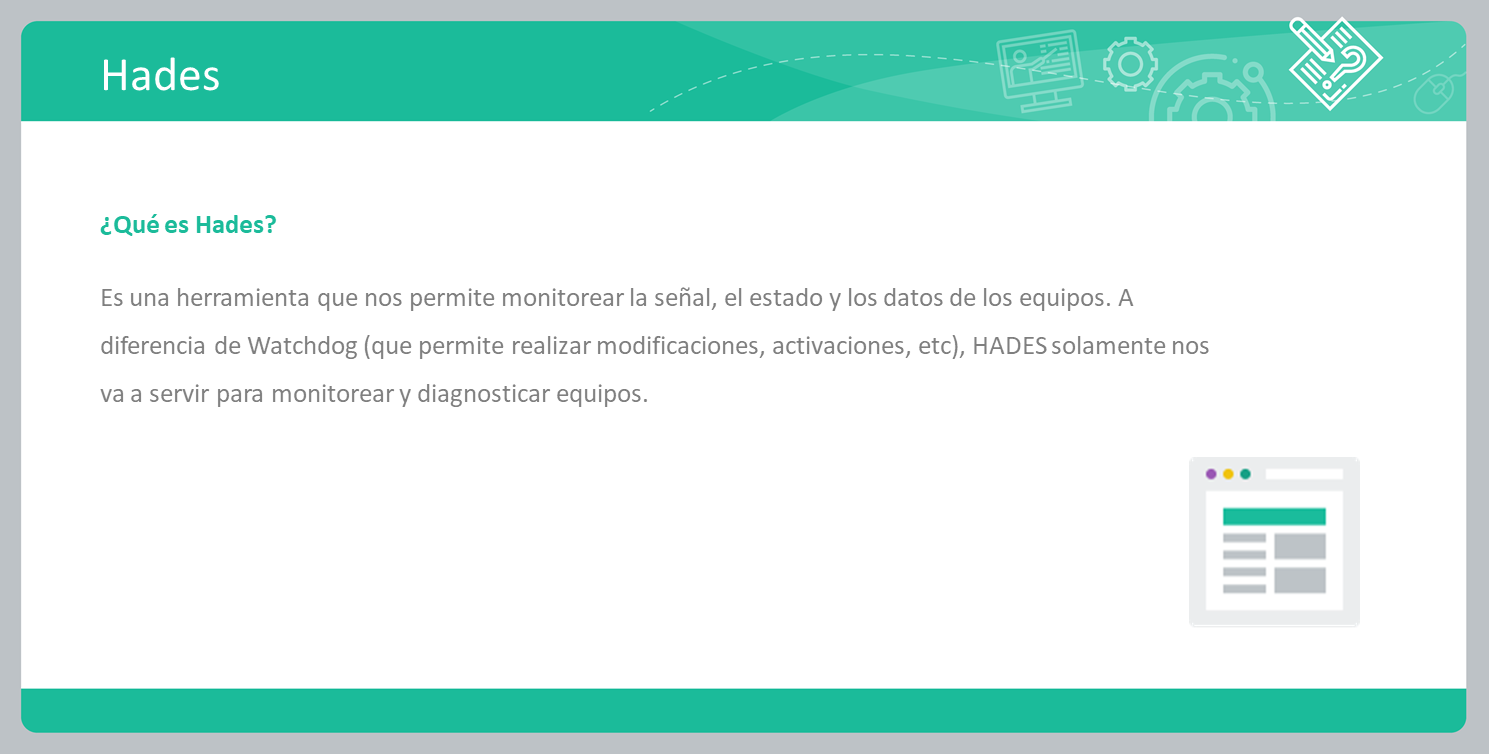 Hades
¿Qué es Hades?
Es una herramienta que nos permite monitorear la señal, el estado y los datos de los equipos. A
diferencia de Watchdog (que permite realizar modificaciones, activaciones, etc), HADES solamente nos
va a servir para monitorear y diagnosticar equipos.